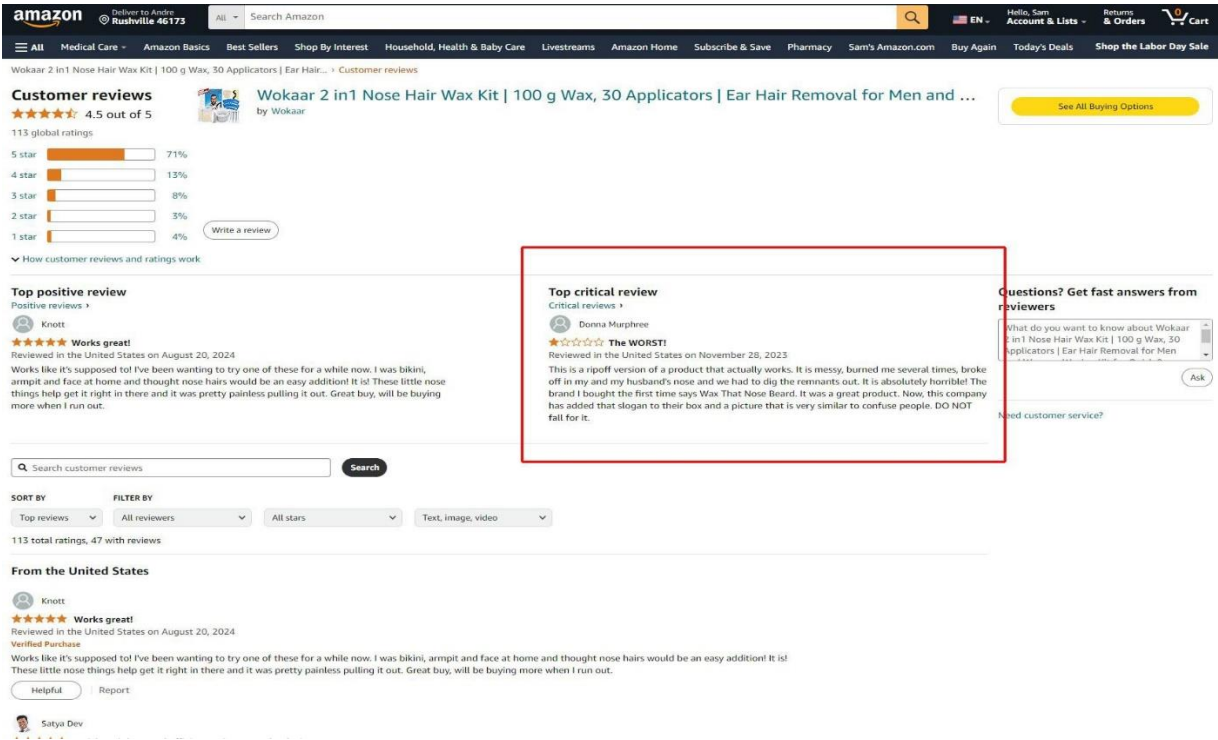 amazon
Deliver to Andre
Rushville 46173
All
Search Amazon
EN
Hello, Sam
Account & Lists
Returns
& Orders
0
Cart
All
Medical Care
Amazon Basics
Best Sellers
Shop By Interest
Household, Health & Baby Care
Livestreams
Amazon Home
Subscribe & Save
Pharmacy
Sam's Amazon.com
Buy Again
Today's Deals
Shop the Labor Day Sale
Wokaar 2 in1 Nose Hair Wax Kit | 100 g Wax, 30 Applicators | Ear Hair... › Customer reviews
Customer reviews
4.5 out of 5
113 global ratings
5 star 71%
4 star 13%
3 star 8%
2 star 3%
1 star 4%
How customer reviews and ratings work
Wokaar 2 in1 Nose Hair Wax Kit | 100 g Wax, 30 Applicators | Ear Hair Removal for Men and ...
by Wokaar
Write a review
See All Buying Options
Top positive review
Positive reviews ›
Knott
Works great!
Reviewed in the United States on August 20, 2024
Works like it's supposed to! I've been wanting to try one of these for a while now. I was bikini,
armpit and face at home and thought nose hairs would be an easy addition! It is! These little nose
things help get it right in there and it was pretty painless pulling it out. Great buy, will be buying
more when I run out.
Top critical review
Critical reviews ›
Donna Murphree
The WORST!
Reviewed in the United States on November 28, 2023
This is a ripoff version of a product that actually works. It is messy, burned me several times, broke
off in my and my husband's nose and we had to dig the remnants out. It is absolutely horrible! The
brand I bought the first time says Wax That Nose Beard. It was a great product. Now, this company
has added that slogan to their box and a picture that is very similar to confuse people. DO NOT
fall for it.
Questions? Get fast answers from
reviewers
What do you want to know about Wokaar
2 in1 Nose Hair Wax Kit | 100 g Wax, 30
Applicators | Ear Hair Removal for Men
Ask
Need customer service?
Search customer reviews
Search
SORT BY
FILTER BY
Top reviews
All reviewers
All stars
Text, image, video
113 total ratings, 47 with reviews
From the United States
Knott
Works great!
Reviewed in the United States on August 20, 2024
Verified Purchase
Works like it's supposed to! I've been wanting to try one of these for a while now. I was bikini, armpit and face at home and thought nose hairs would be an easy addition! It is!
These little nose things help get it right in there and it was pretty painless pulling it out. Great buy, will be buying more when I run out.
Helpful
Report
Satya Dev